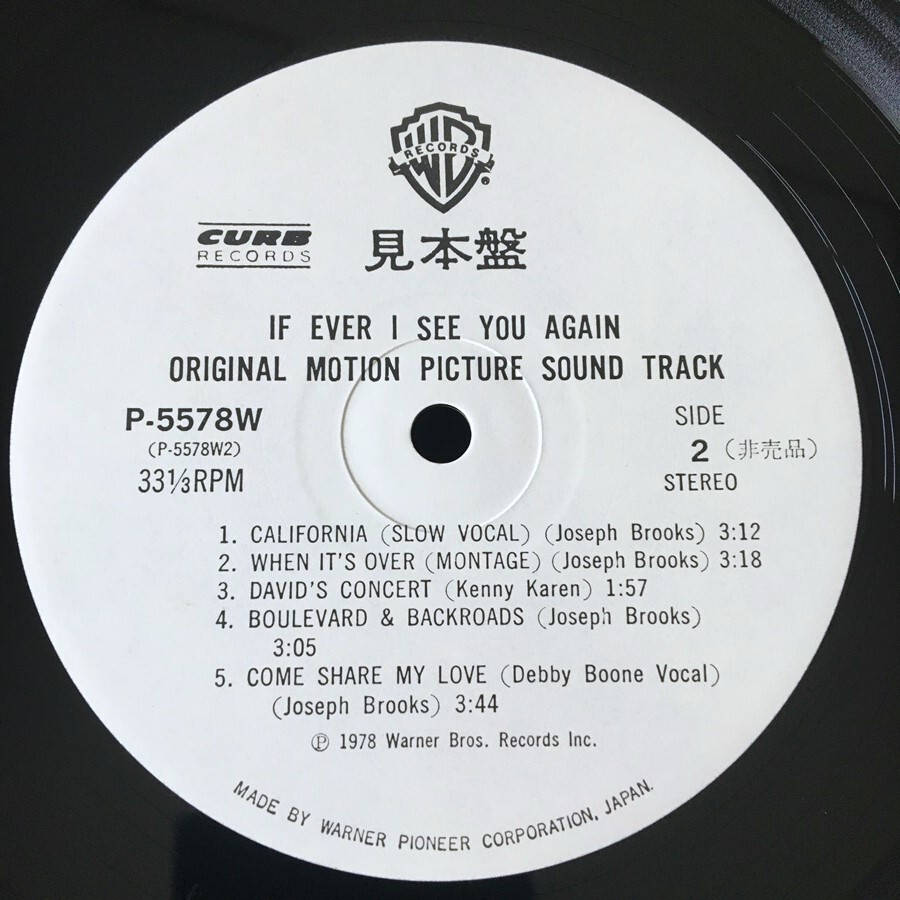 WB RECORDS
CURB
RECORDS
見本盤
IF EVER I SEE YOU AGAIN
ORIGINAL MOTION PICTURE SOUND TRACK
P-5578W
(P-5578W2)
33⅓RPM
SIDE
2 (非売品)
STEREO
1. CALIFORNIA (SLOW VOCAL) (Joseph Brooks) 3:12
2. WHEN IT'S OVER (MONTAGE) (Joseph Brooks) 3:18
3. DAVID'S CONCERT (Kenny Karen) 1:57
4. BOULEVARD & BACKROADS (Joseph Brooks)
3:05
5. COME SHARE MY LOVE (Debby Boone Vocal)
(Joseph Brooks) 3:44
℗ 1978 Warner Bros. Records Inc.
MADE BY WARNER PIONEER CORPORATION, JAPAN.